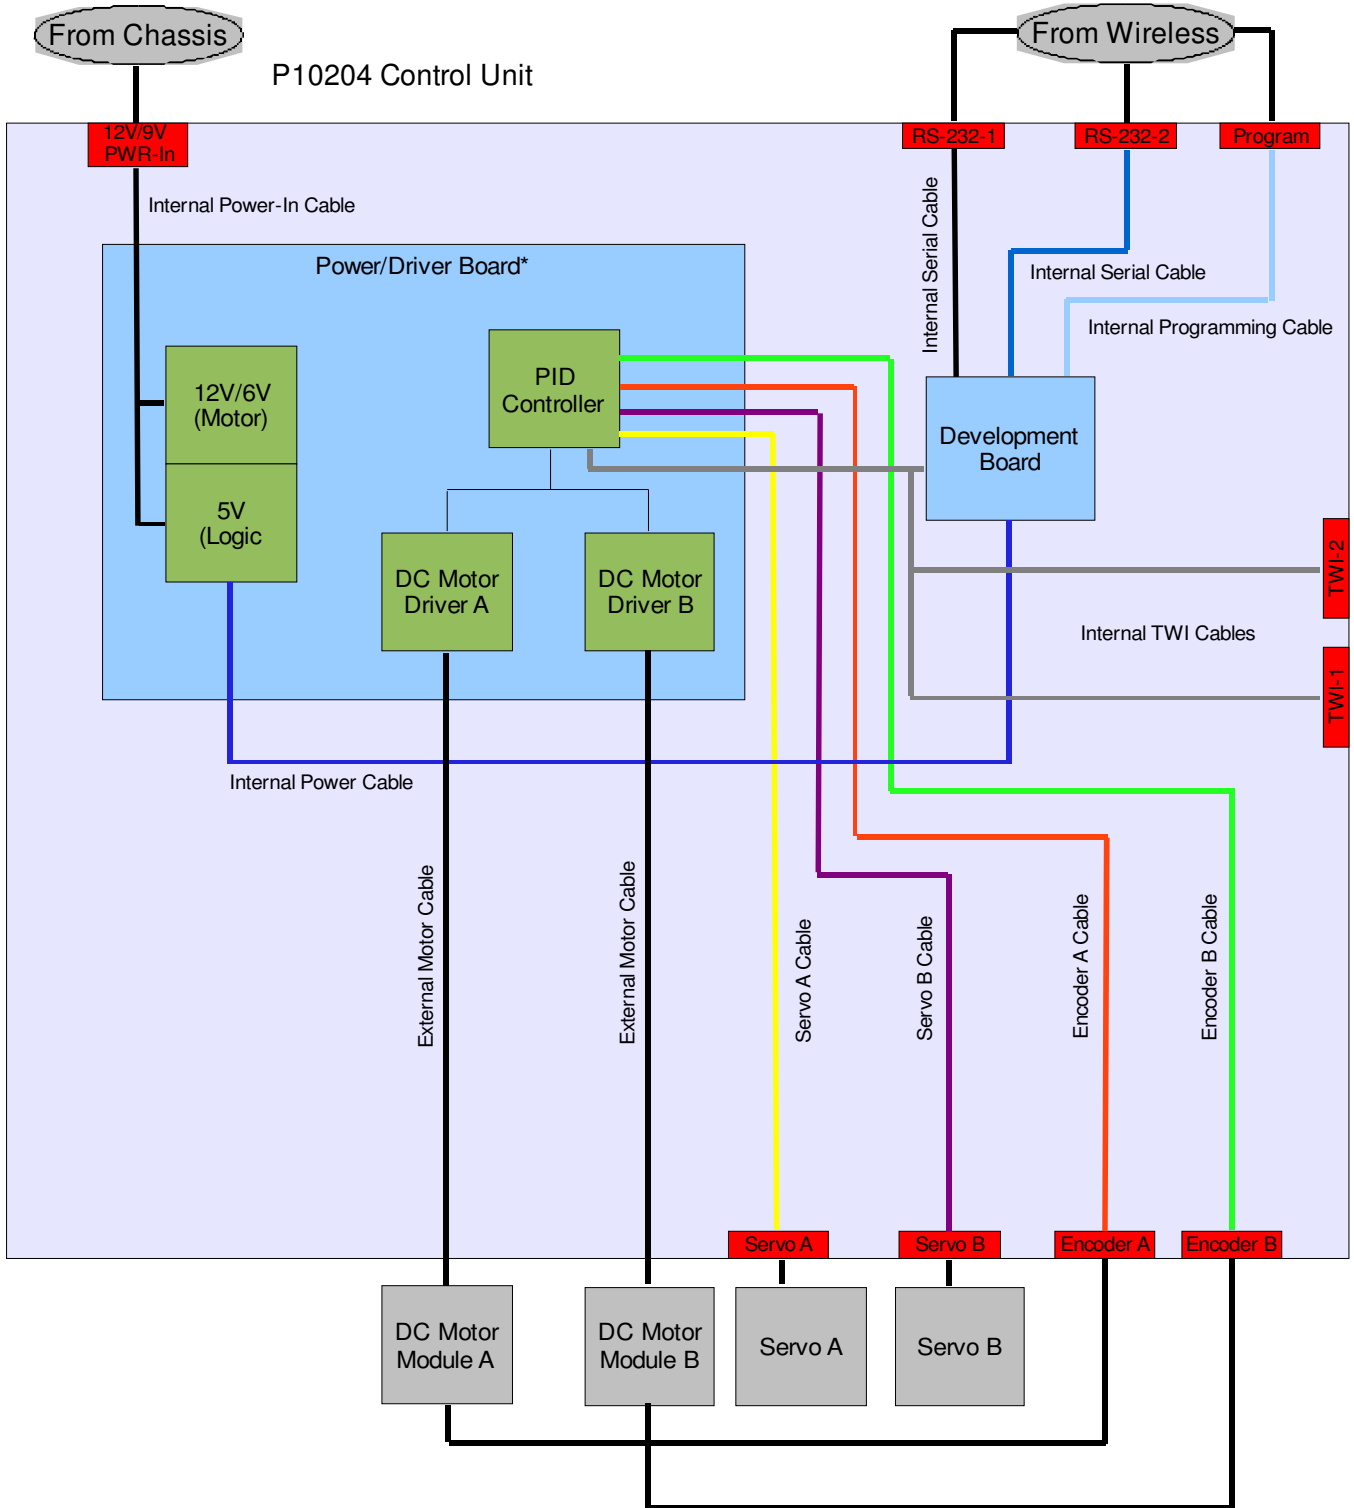 From Chassis
From Wireless
P10204 Control Unit
12V/9V
PWR-In
RS-232-1
RS-232-2
Program
Internal Power-In Cable
Internal Serial Cable
Internal Serial Cable
Internal Programming Cable
Power/Driver Board*
12V/6V
(Motor)
5V
(Logic
PID
Controller
Development
Board
DC Motor
Driver A
DC Motor
Driver B
TWI-2
Internal TWI Cables
TWI-1
Internal Power Cable
External Motor Cable
External Motor Cable
Servo A Cable
Servo B Cable
Encoder A Cable
Encoder B Cable
Servo A
Servo B
Encoder A
Encoder B
DC Motor
Module A
DC Motor
Module B
Servo A
Servo B